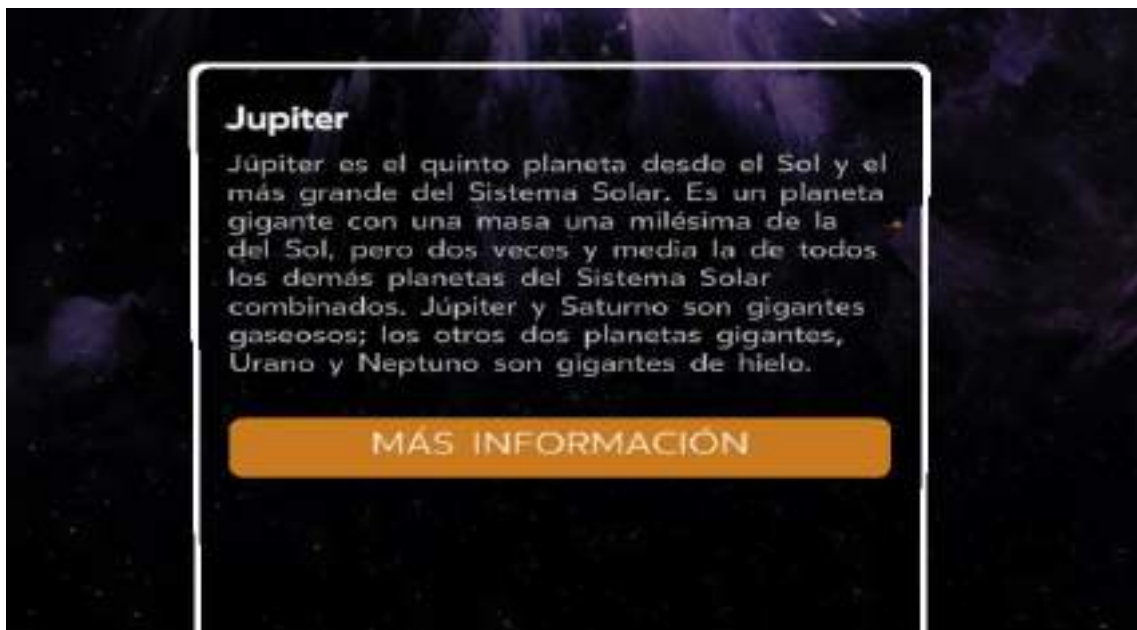 Jupiter
Júpiter es el quinto planeta desde el Sol y el
más grande del Sistema Solar. Es un planeta
gigante con una masa una milésima de la
del Sol, pero dos veces y media la de todos
los demás planetas del Sistema Solar
combinados. Júpiter y Saturno son gigantes
gaseosos; los otros dos planetas gigantes,
Urano y Neptuno son gigantes de hielo.
MÁS INFORMACIÓN